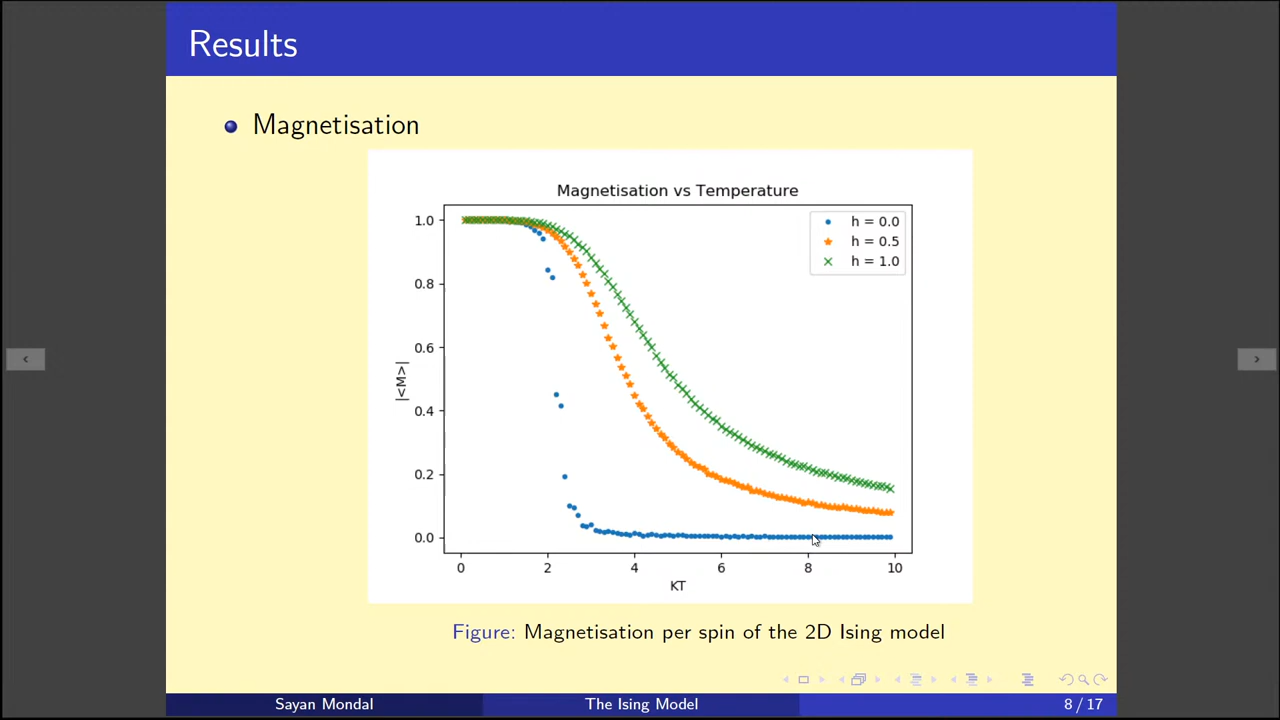 Results
Magnetisation
Magnetisation vs Temperature
h = 0.0
h = 0.5
h = 1.0
1.0
0.8
0.6
0.4
0.2
0.0
|<M>|
0 2 4 6 8 10
KT
Figure: Magnetisation per spin of the 2D Ising model
Sayan Mondal The Ising Model 8 / 17